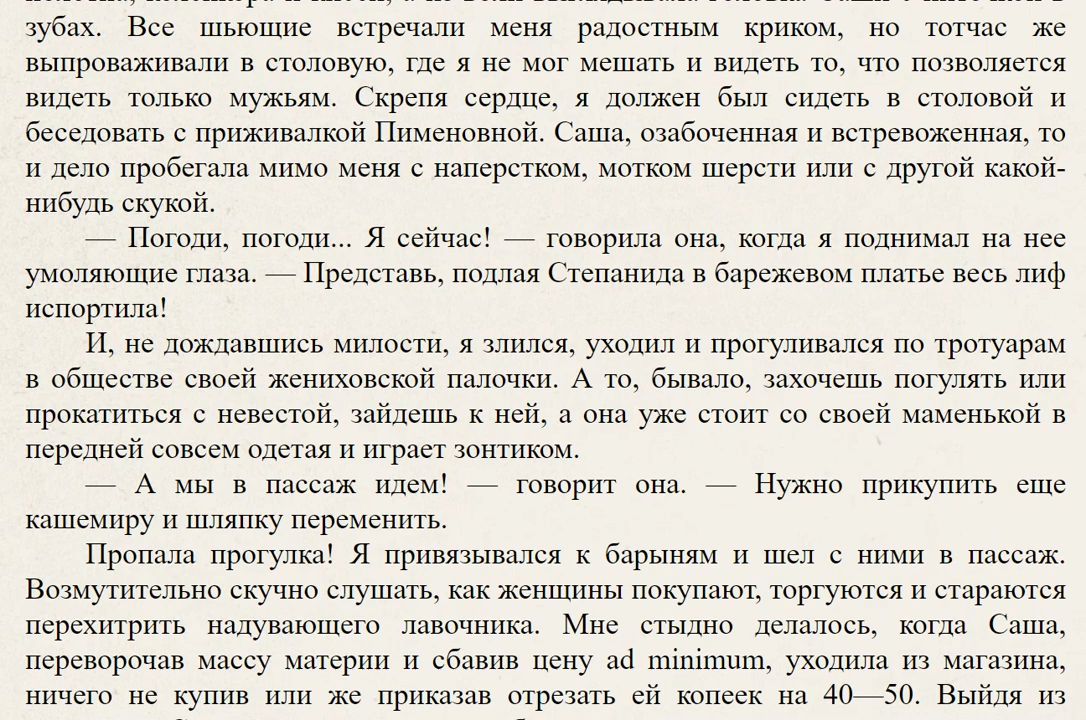 зубах. Все шьющие встречали меня радостным криком, но тотчас же
выпроваживали в столовую, где я не мог мешать и видеть то, что позволяется
видеть только мужьям. Скрепя сердце, я должен был сидеть в столовой и
беседовать с приживалкой Пименовной. Саша, озабоченная и встревоженная, то
и дело пробегала мимо меня с наперстком, мотком шерсти или с другой какой-
нибудь скукой.
— Погоди, погоди... Я сейчас! — говорила она, когда я поднимал на нее
умоляющие глаза. — Представь, подлая Степанида в барежевом платье весь лиф
испортила!
И, не дождавшись милости, я злился, уходил и прогуливался по тротуарам
в обществе своей жениховской палочки. А то, бывало, захочешь погулять или
прокатиться с невестой, зайдешь к ней, а она уже стоит со своей маменькой в
передней совсем одетая и играет зонтиком.
— А мы в пассаж идем! — говорит она. — Нужно прикупить еще
кашемиру и шляпку переменить.
Пропала прогулка! Я привязывался к барыням и шел с ними в пассаж.
Возмутительно скучно слушать, как женщины покупают, торгуются и стараются
перехитрить надувающего лавочника. Мне стыдно делалось, когда Саша,
переворочав массу материи и сбавив цену ad minimum, уходила из магазина,
ничего не купив или же приказав отрезать ей копеек на 40—50. Выйдя из